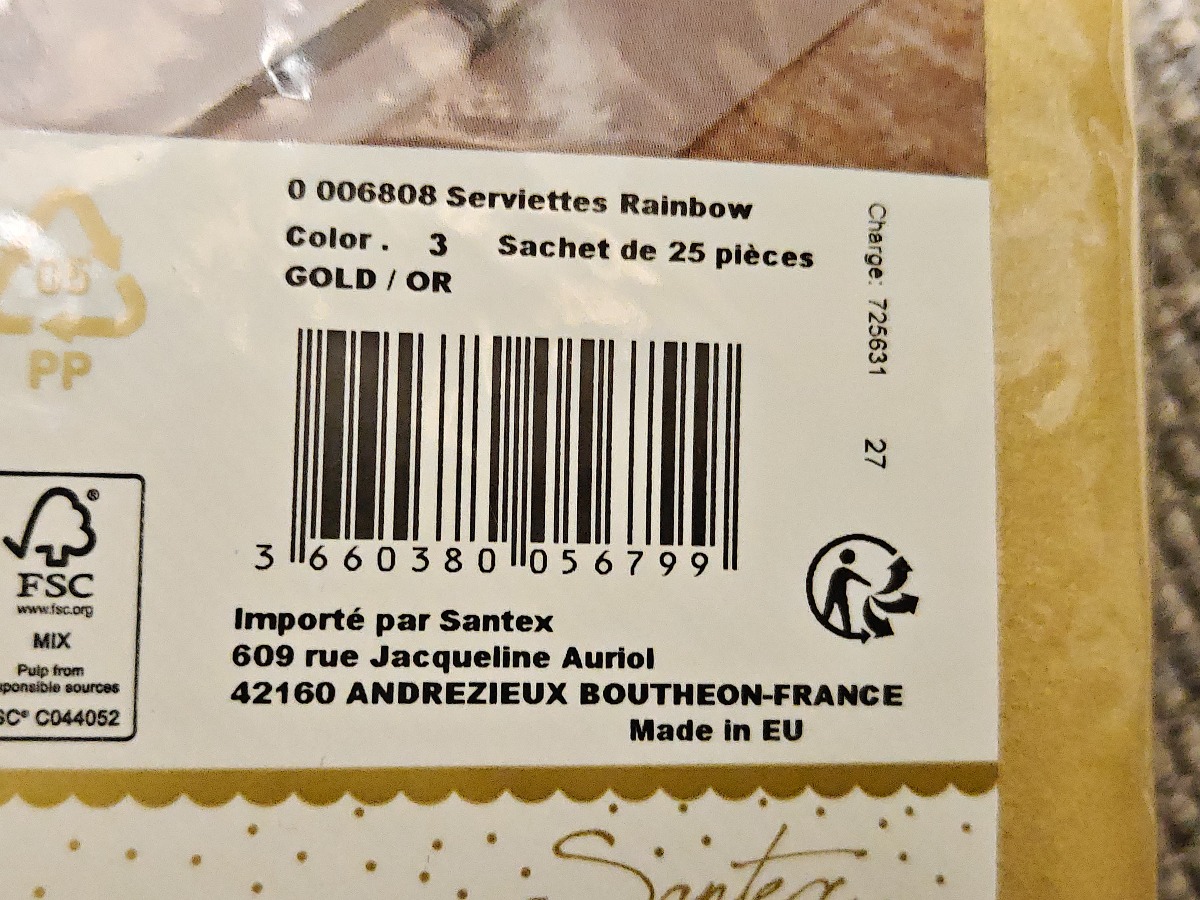 0 006808 Serviettes Rainbow
Color . 3 Sachet de 25 pièces
GOLD / OR
Charge: 725631 27
PP
3 660380 056799
FSC
®
www.fsc.org
MIX
Pulp from
sources
C044052
Importé par Santex
609 rue Jacqueline Auriol
42160 ANDREZIEUX BOUTHEON-FRANCE
Made in EU
Santex